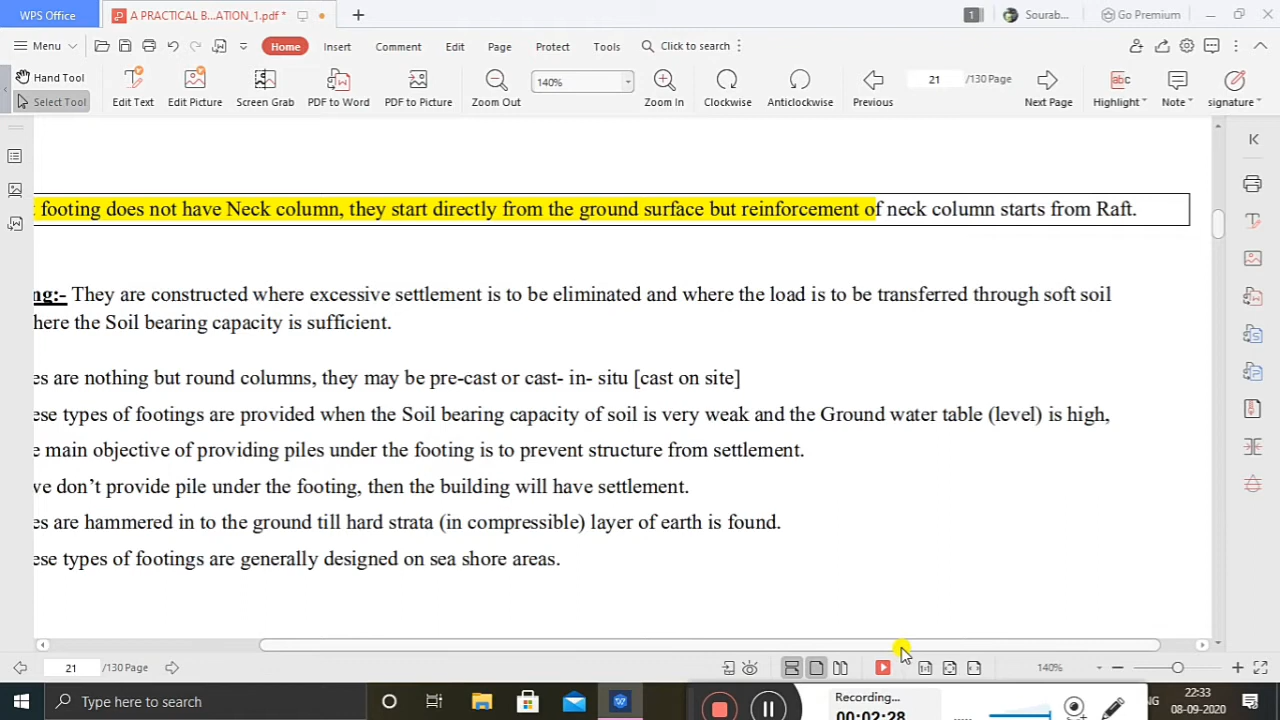 WPS Office
A PRACTICAL B...ATION_1.pdf *
1
Sourab...
Go Premium
Menu
Home
Insert
Comment
Edit
Page
Protect
Tools
Click to search
Hand Tool
Select Tool
Edit Text
Edit Picture
Screen Grab
PDF to Word
PDF to Picture
Zoom Out
140%
Zoom In
Clockwise
Anticlockwise
Previous
21 /130 Page
Next Page
Highlight
Note
signature
footing does not have Neck column, they start directly from the ground surface but reinforcement of neck column starts from Raft.
ng:- They are constructed where excessive settlement is to be eliminated and where the load is to be transferred through soft soil
here the Soil bearing capacity is sufficient.
es are nothing but round columns, they may be pre-cast or cast- in- situ [cast on site]
ese types of footings are provided when the Soil bearing capacity of soil is very weak and the Ground water table (level) is high,
e main objective of providing piles under the footing is to prevent structure from settlement.
we don't provide pile under the footing, then the building will have settlement.
es are hammered in to the ground till hard strata (in compressible) layer of earth is found.
ese types of footings are generally designed on sea shore areas.
21 /130 Page
140%
Type here to search
Recording...
00:02:28
ENG
22:33
08-09-2020